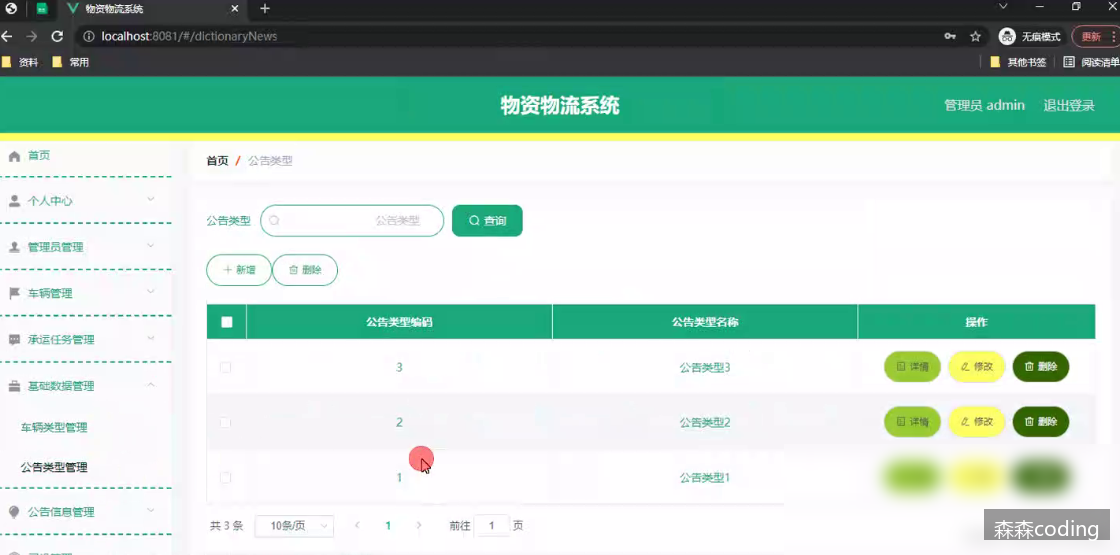 物资物流系统
localhost:8081/#/dictionaryNews
无痕模式
更新
资料
常用
其他书签
阅读清单
物资物流系统
管理员 admin
退出登录
首页
个人中心
管理员管理
车辆管理
承运任务管理
基础数据管理
车辆类型管理
公告类型管理
公告信息管理
首页 / 公告类型
公告类型
公告类型
查询
新增
删除
公告类型编码 公告类型名称 操作
3 公告类型3 详情 修改 删除
2 公告类型2 详情 修改 删除
1 公告类型1
共 3 条 10条/页 1 前往 1 页
森森coding